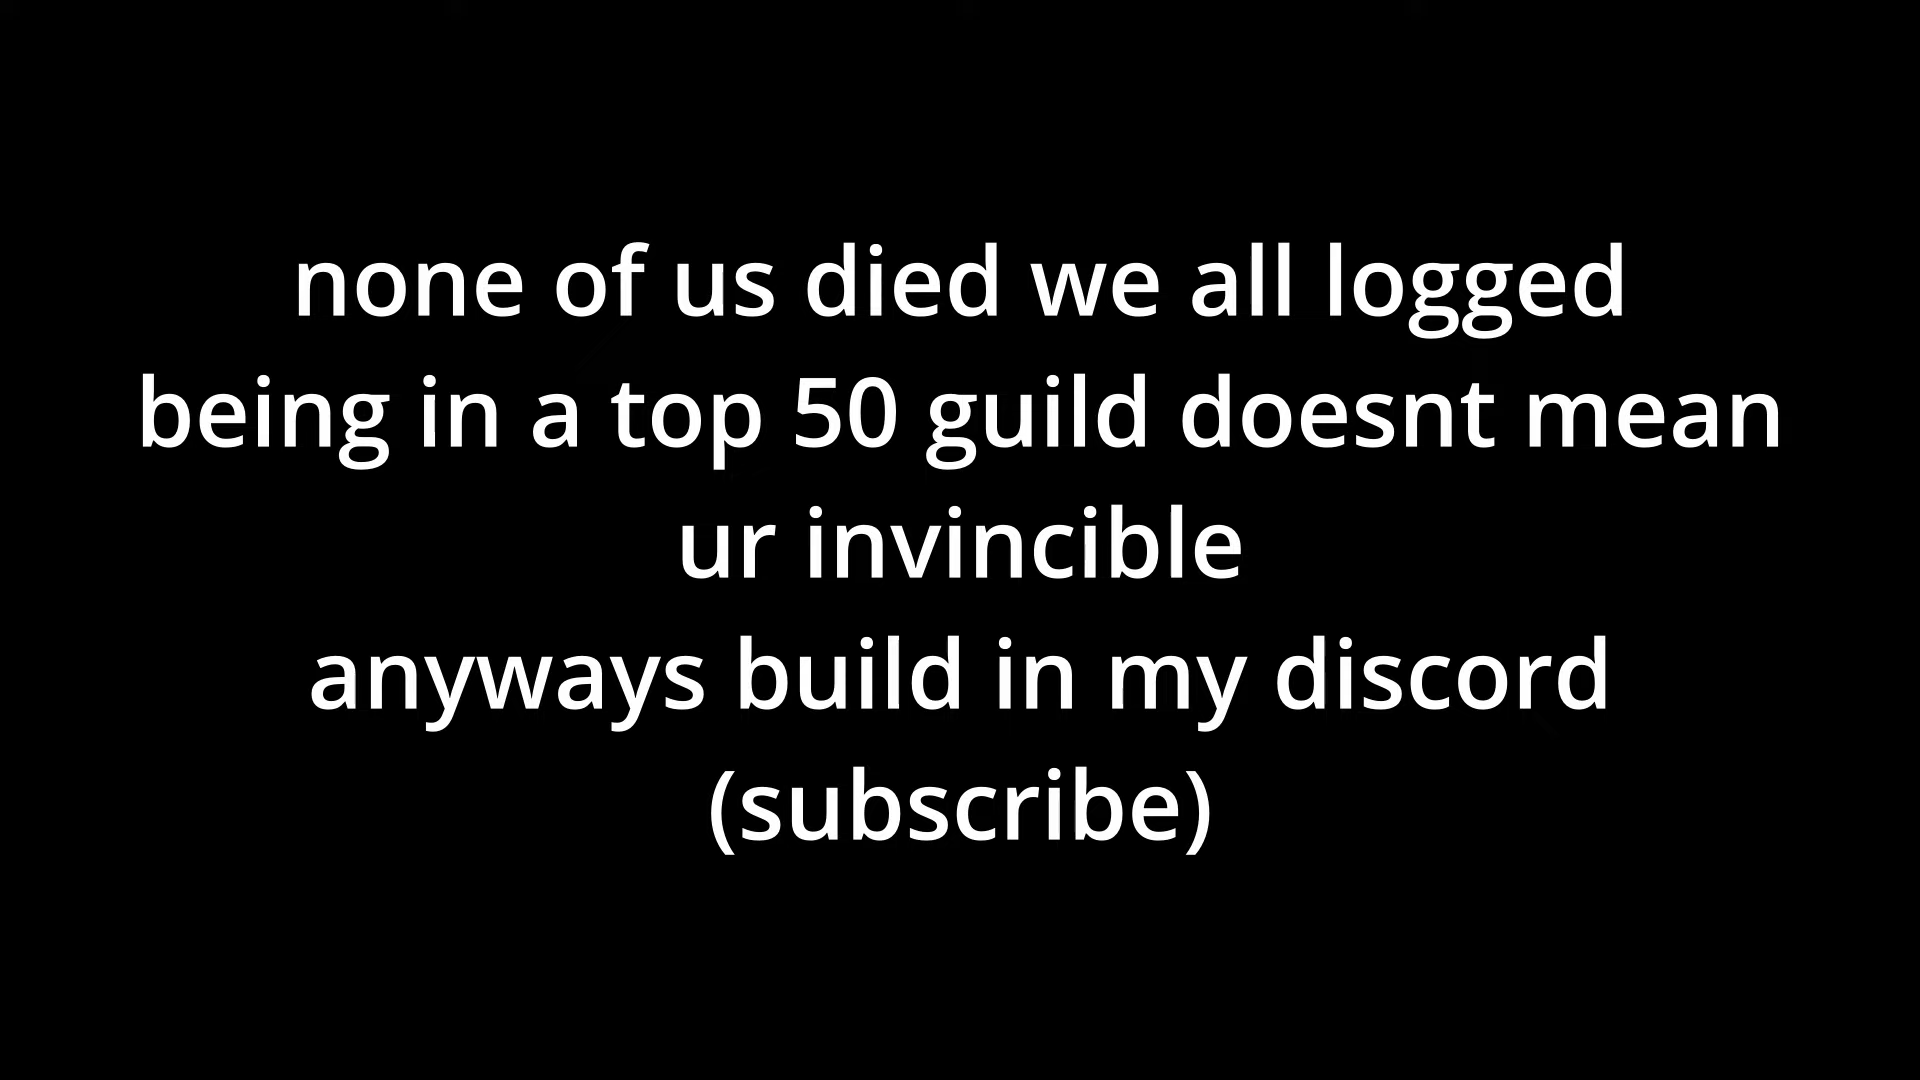 none of us died we all logged
being in a top 50 guild doesnt mean
ur invincible
anyways build in my discord
(subscribe)